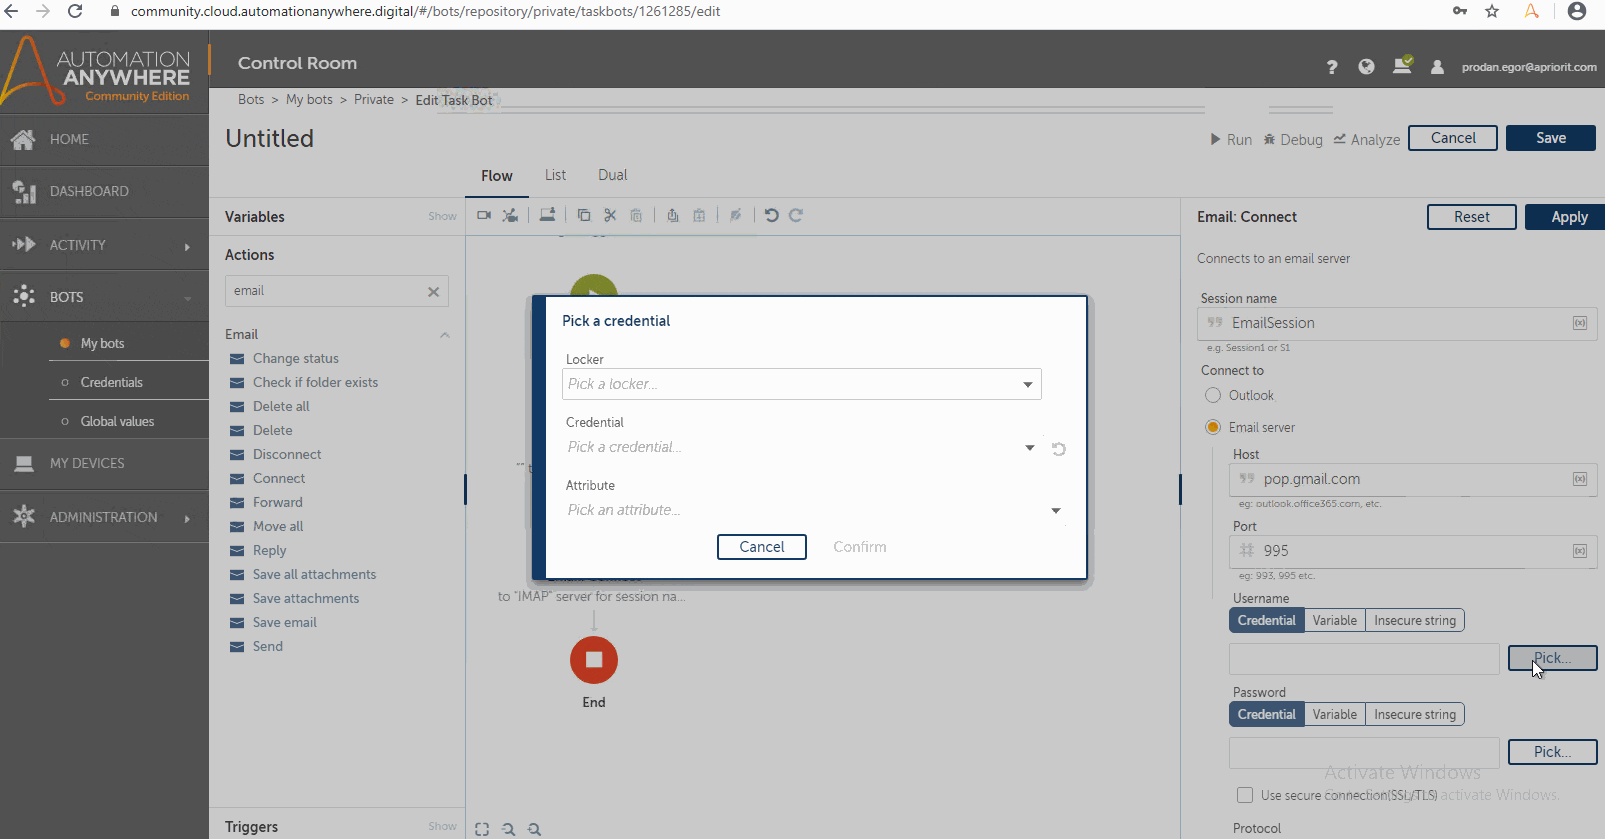 community.cloud.automationanywhere.digital/#/bots/repository/private/taskbots/1261285/edit
AUTOMATION
ANYWHERE
Community Edition
Control Room
prodan.egor@apriorit.com
Bots > My bots > Private > Edit Task Bot
Untitled
Run
Debug
Analyze
Cancel
Save
HOME
DASHBOARD
ACTIVITY
BOTS
My bots
Credentials
Global values
MY DEVICES
ADMINISTRATION
Flow
List
Dual
Variables
Show
Actions
email
Email
Change status
Check if folder exists
Delete all
Delete
Disconnect
Connect
Forward
Move all
Reply
Save all attachments
Save attachments
Save email
Send
Triggers
Show
Pick a credential
Locker
Pick a locker...
Credential
Pick a credential...
Attribute
Pick an attribute...
Cancel
Confirm
to "IMAP" server for session na...
End
Email: Connect
Reset
Apply
Connects to an email server
Session name
EmailSession
e.g. Session1 or S1
Connect to
Outlook
Email server
Host
pop.gmail.com
eg: outlook.office365.com, etc.
Port
995
eg: 993, 995 etc.
Username
Credential
Variable
Insecure string
Pick...
Password
Credential
Variable
Insecure string
Pick...
Activate Windows
Use secure connection(SSL/TLS)
activate Windows.
Protocol